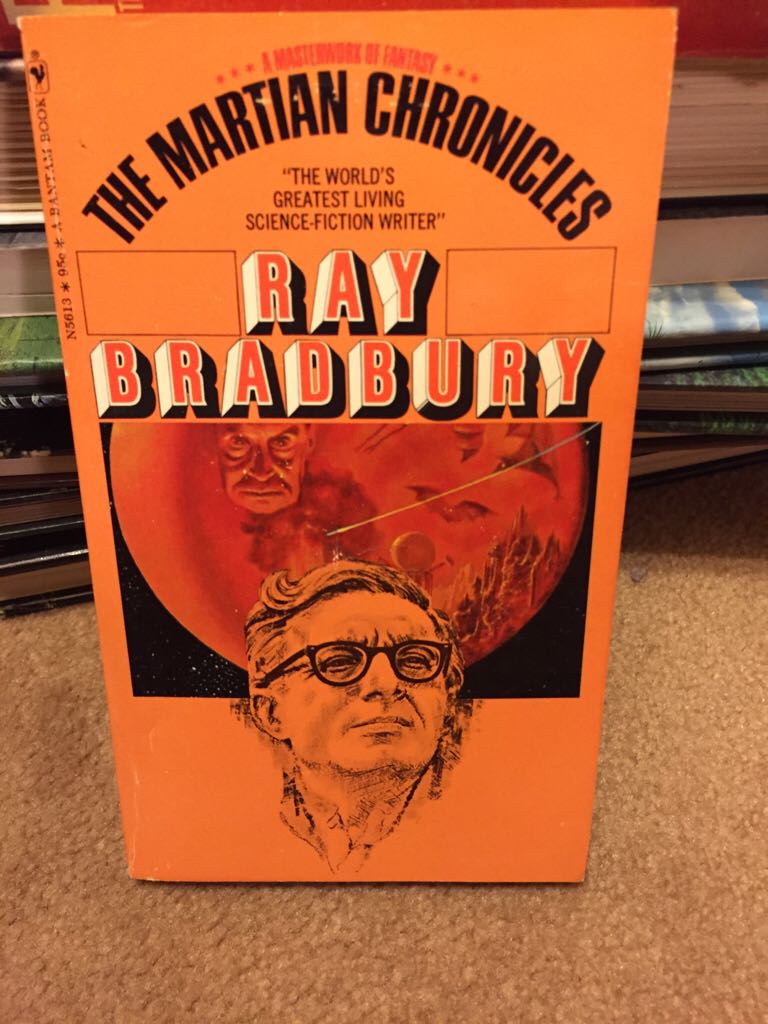 *** A MASTERWORK OF FANTASY ***
THE MARTIAN CHRONICLES
"THE WORLD'S
GREATEST LIVING
SCIENCE-FICTION WRITER"
RAY
BRADBURY
N5613 * 95¢ * A BANTAM BOOK